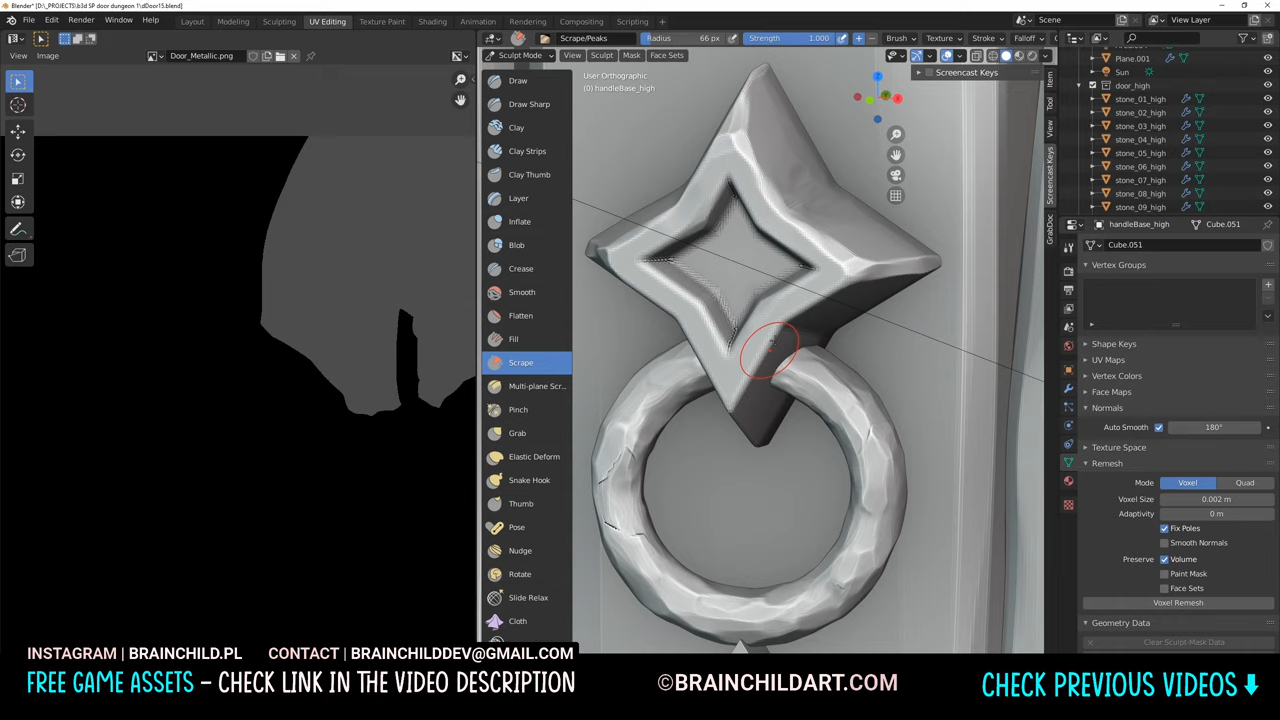 Blender* [D:\_PROJECTS\b3d SP door dungeon 1\dDoor15.blend]
File Edit Render Window Help Layout Modeling Sculpting UV Editing Texture Paint Shading Animation Rendering Compositing Scripting Scene View Layer
Door_Metallic.png Scrape/Peaks Radius 66 px Strength 1.000 Brush Texture Stroke Falloff
View Image Sculpt Mode View Sculpt Mask Face Sets
User Orthographic
(0) handleBase_high
Screencast Keys
Draw
Draw Sharp
Clay
Clay Strips
Clay Thumb
Layer
Inflate
Blob
Crease
Smooth
Flatten
Fill
Scrape
Multi-plane Scr...
Pinch
Grab
Elastic Deform
Snake Hook
Thumb
Pose
Nudge
Rotate
Slide Relax
Cloth
Item
Tool
View
Screencast Keys
GrabDoc
Plane.001
Sun
door_high
stone_01_high
stone_02_high
stone_03_high
stone_04_high
stone_05_high
stone_06_high
stone_07_high
stone_08_high
stone_09_high
handleBase_high Cube.051
Cube.051
Vertex Groups
Shape Keys
UV Maps
Vertex Colors
Face Maps
Normals
Auto Smooth 180°
Texture Space
Remesh
Mode Voxel Quad
Voxel Size 0.002 m
Adaptivity 0 m
Fix Poles
Smooth Normals
Preserve Volume
Paint Mask
Face Sets
Voxel Remesh
Geometry Data
Clear Sculpt-Mask Data
INSTAGRAM | BRAINCHILD.PL CONTACT | BRAINCHILDDEV@GMAIL.COM
FREE GAME ASSETS – CHECK LINK IN THE VIDEO DESCRIPTION
©BRAINCHILDART.COM
CHECK PREVIOUS VIDEOS